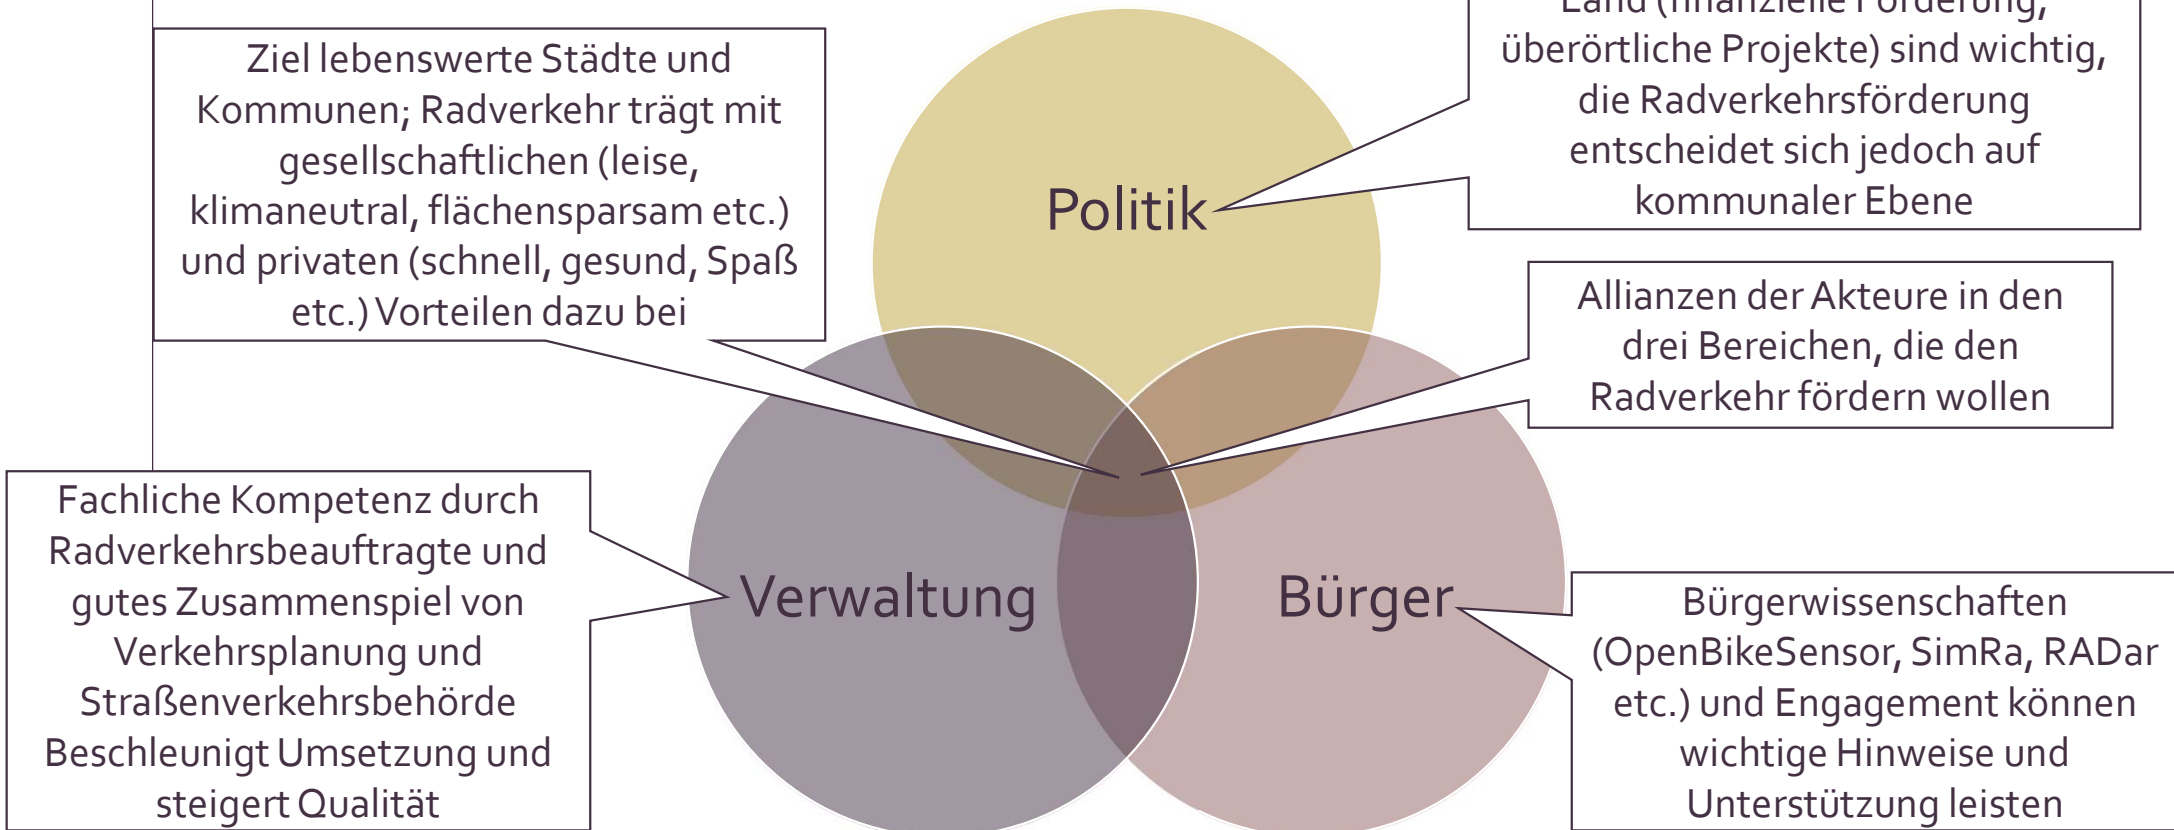 Ziel lebenswerte Städte und
Kommunen; Radverkehr trägt mit
gesellschaftlichen (leise,
klimaneutral, flächensparsam etc.)
und privaten (schnell, gesund, Spaß
etc.) Vorteilen dazu bei
Land (finanzielle Förderung,
überörtliche Projekte) sind wichtig,
die Radverkehrsförderung
entscheidet sich jedoch auf
kommunaler Ebene
Politik
Allianzen der Akteure in den
drei Bereichen, die den
Radverkehr fördern wollen
Fachliche Kompetenz durch
Radverkehrsbeauftragte und
gutes Zusammenspiel von
Verkehrsplanung und
Straßenverkehrsbehörde
Beschleunigt Umsetzung und
steigert Qualität
Verwaltung
Bürger
Bürgerwissenschaften
(OpenBikeSensor, SimRa, RADar
etc.) und Engagement können
wichtige Hinweise und
Unterstützung leisten